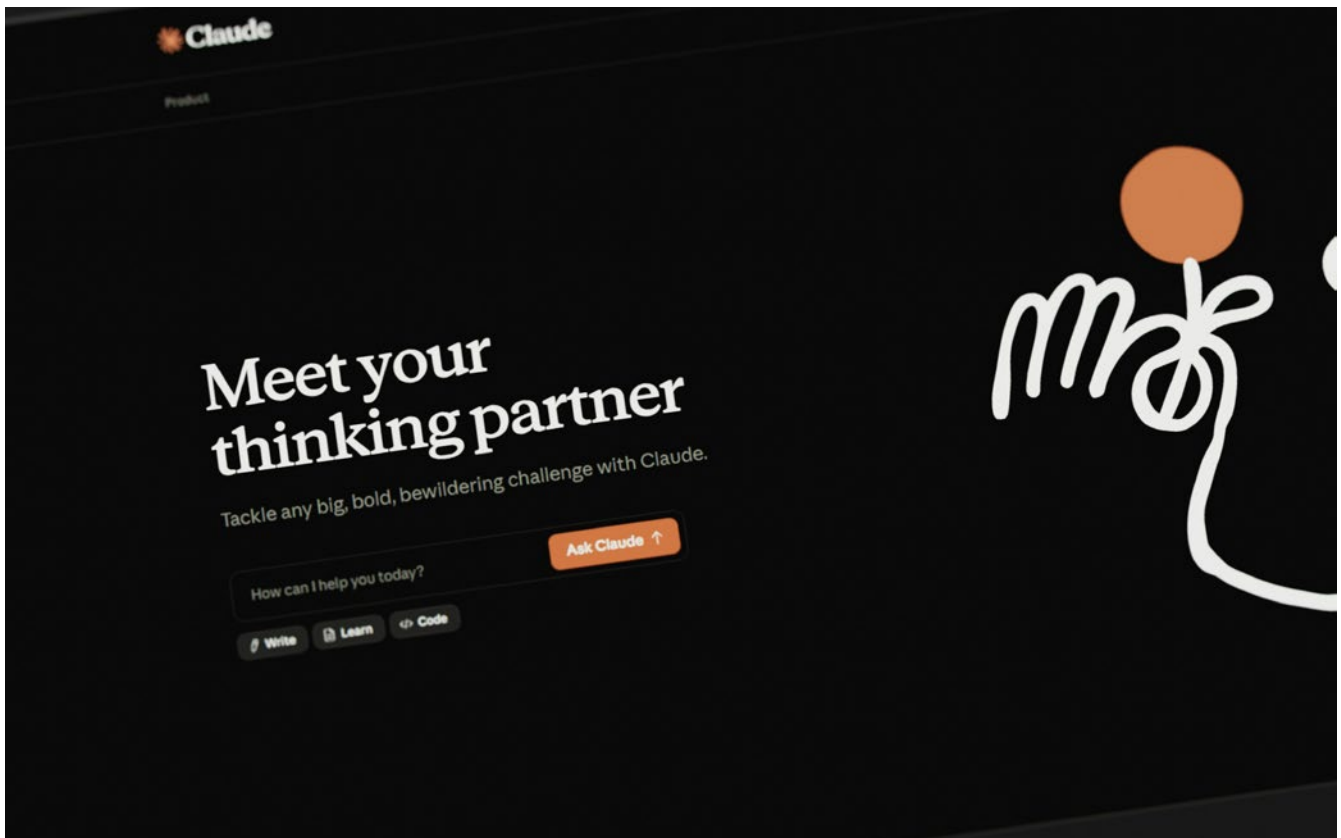 Claude
Product
Meet your
thinking partner
Tackle any big, bold, bewildering challenge with Claude.
How can I help you today?
Ask Claude ↑
Write
Learn
Code